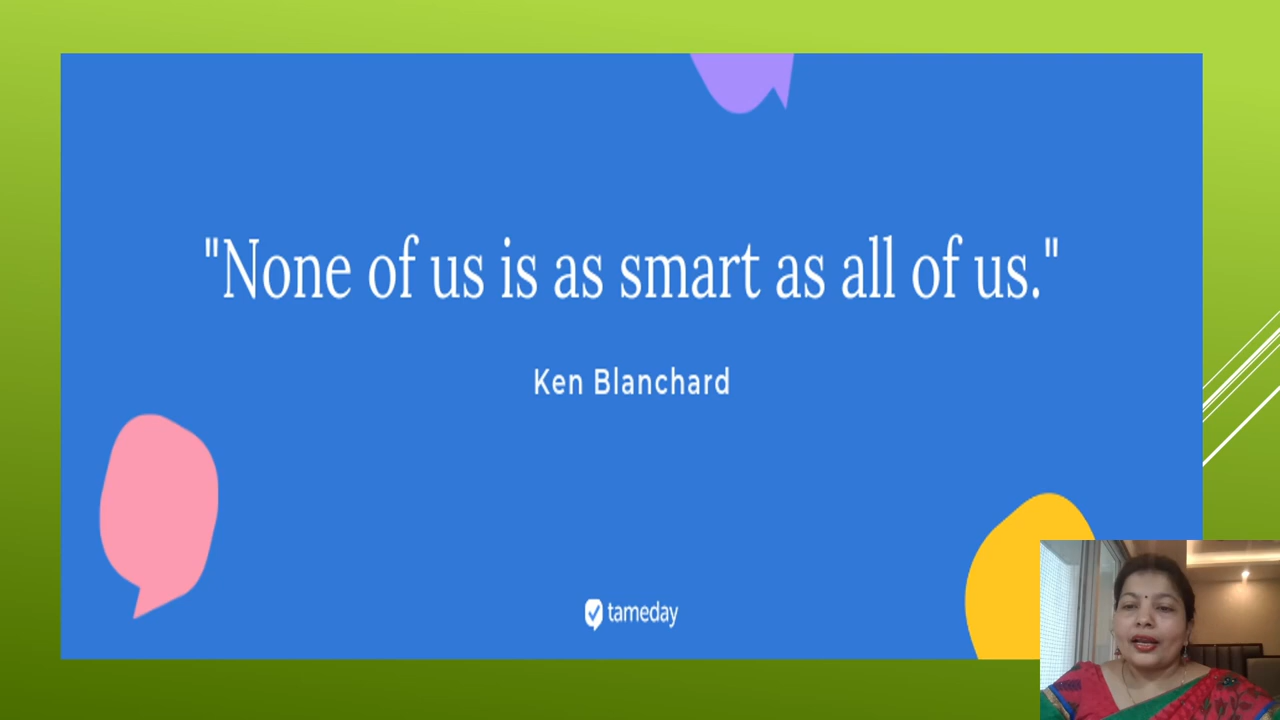 "None of us is as smart as all of us."
Ken Blanchard
tameday